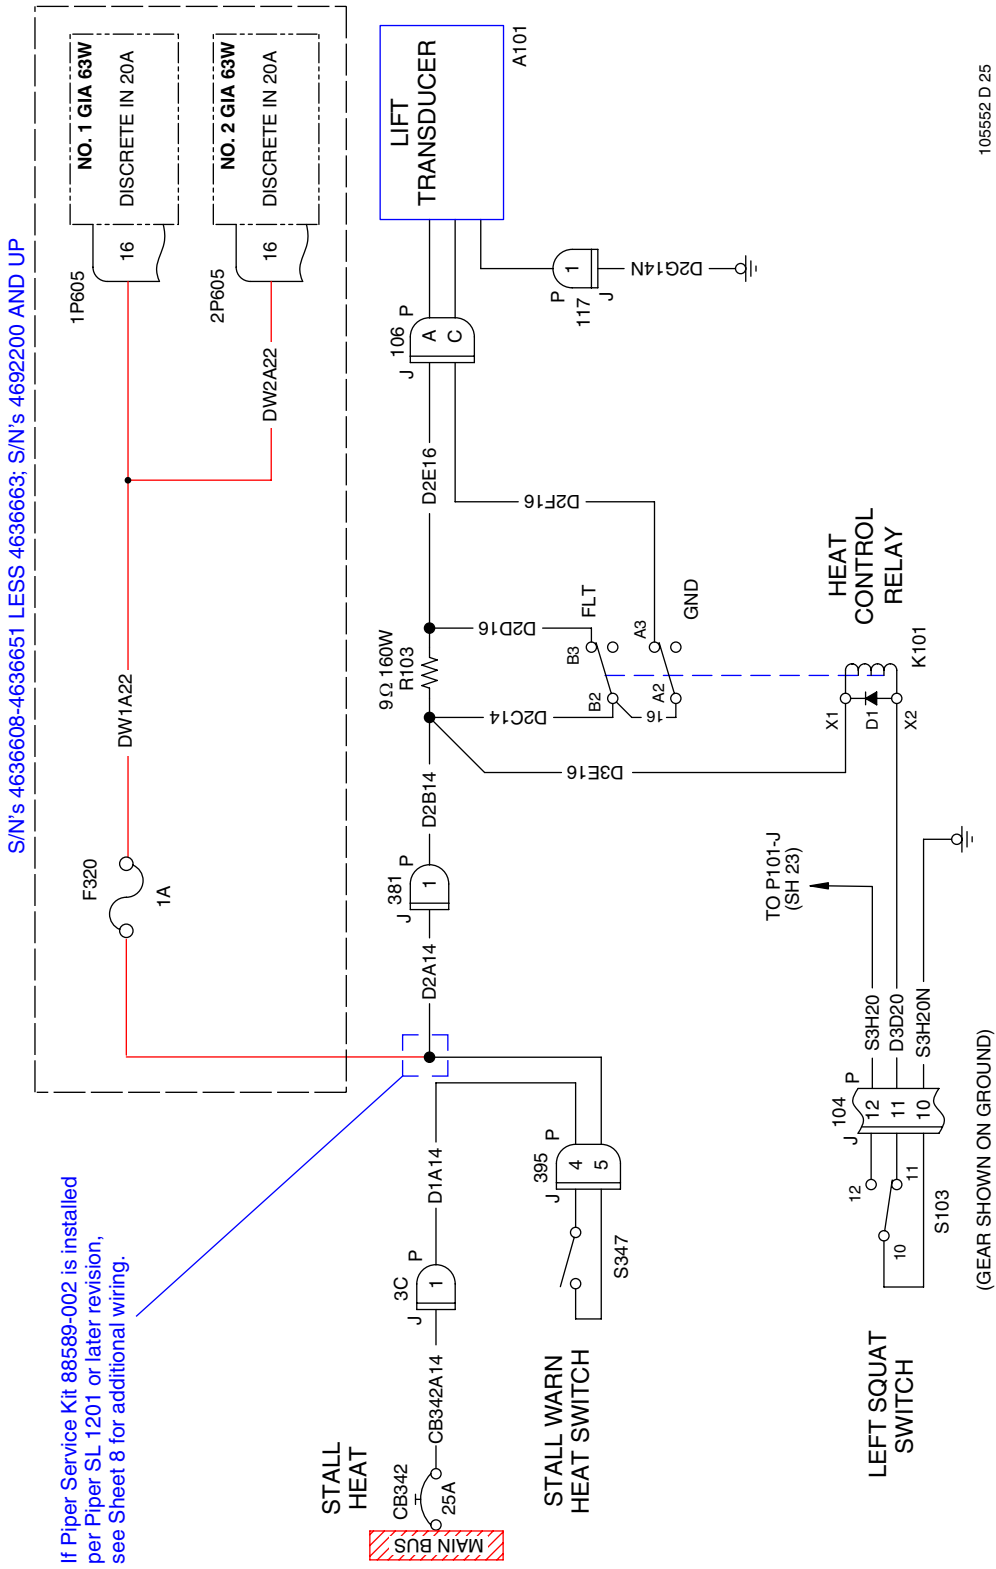 S/N's 4636608-4636651 LESS 4636663; S/N's 4692200 AND UP
If Piper Service Kit 88589-002 is installed
per Piper SL 1201 or later revision,
see Sheet 8 for additional wiring.
F320
1A
DW1A22
DW2A22
1P605
16
NO. 1 GIA 63W
DISCRETE IN 20A
2P605
16
NO. 2 GIA 63W
DISCRETE IN 20A
STALL
HEAT
MAIN BUS
CB342
25A
CB342A14
3C
J
P
1
D1A14
STALL WARN
HEAT SWITCH
S347
395
J
P
4
5
D2A14
381
J
P
1
D2B14
9Ω 160W
R103
D2C14
D2D16
D3E16
D2E16
D2F16
106
J
P
A
C
LIFT
TRANSDUCER
A101
117
P
J
1
D2G14N
B2
B3
FLT
16
A2
A3
GND
HEAT
CONTROL
RELAY
K101
X1
D1
X2
LEFT SQUAT
SWITCH
S103
10
12
11
104
J
P
12
11
10
S3H20
D3D20
S3H20N
TO P101-J
(SH 23)
(GEAR SHOWN ON GROUND)
105552 D 25